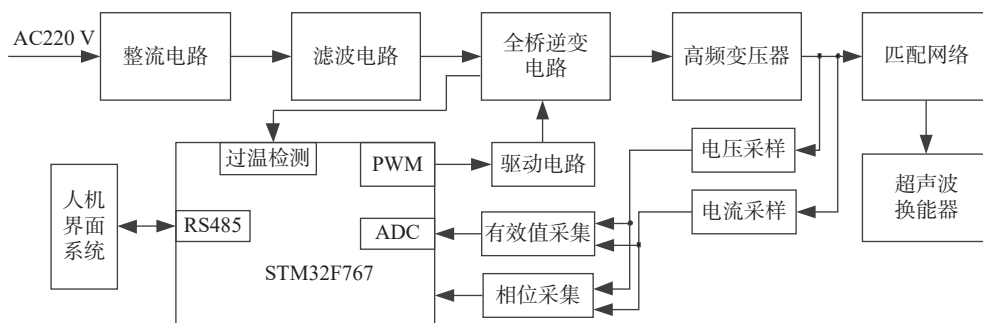 AC220 V
整流电路
滤波电路
全桥逆变
电路
高频变压器
匹配网络
过温检测
PWM
驱动电路
电压采样
超声波
换能器
人机
界面
系统
RS485
ADC
有效值采集
电流采样
STM32F767
相位采集